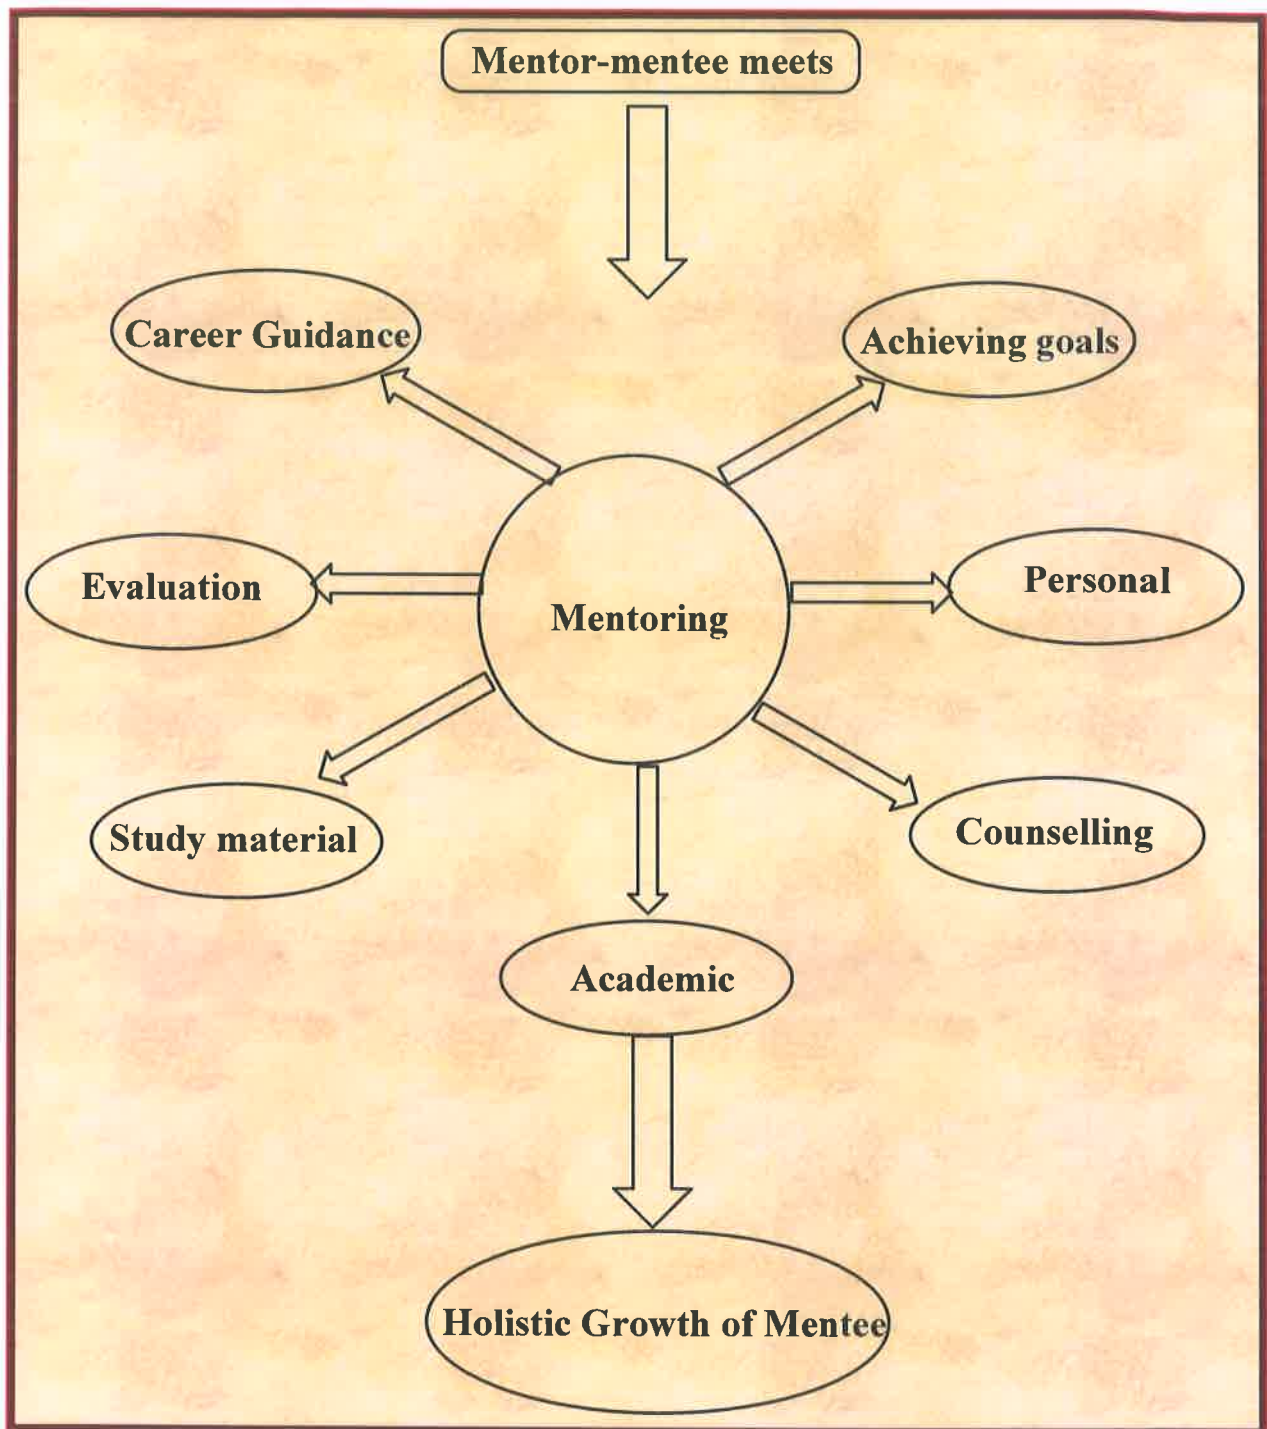 Mentor-mentee meets
Career Guidance
Achieving goals
Evaluation
Personal
Mentoring
Study material
Counselling
Academic
Holistic Growth of Mentee